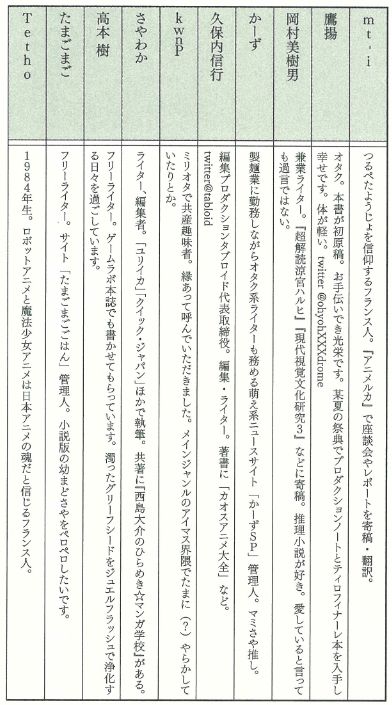 mt-i
つるぺたようじょを信仰するフランス人。『アニメルカ』で座談会やレポートを寄稿・翻訳。
鷹揚
オタク。本書が初原稿。お手伝いでき光栄です。某夏の祭典でプロダクションノートとティロフィナーレ本を入手し
幸せです。体が軽い。twitter @ohyohXXXdrome
岡村美樹男
兼業ライター。『超解読涼宮ハルヒ』『現代視覚文化研究3』などに寄稿。推理小説が好き。愛していると言って
も過言ではない。
かーず
製麺業に勤務しながらオタク系ライターも務める萌え系ニュースサイト「かーずSP」管理人。マミさや推し。
久保内信行
編集プロダクションタブロイド代表取締役。編集・ライター。著書に「カオスアニメ大全」など。
twitter@tabloid
kwnP
ミリオタで共産趣味者。縁あって呼んでいただきました。メインジャンルのアイマス界隈でたまに（？）やらかして
いたりとか。
さやわか
ライター、編集者。「ユリイカ」「クイック・ジャパン」ほかで執筆。共著に『西島大介のひらめき☆マンガ学校』がある。
高本樹
フリーライター。ゲームラボ本誌でも書かせてもらっています。濁ったグリーフシードをジュエルフラッシュで浄化す
る日々を過ごしています。
たまごまご
フリーライター。サイト「たまごまごごはん」管理人。小説版の幼まどさやをペロペロしたいです。
Tetho
1984年生。ロボットアニメと魔法少女アニメは日本アニメの魂だと信じるフランス人。